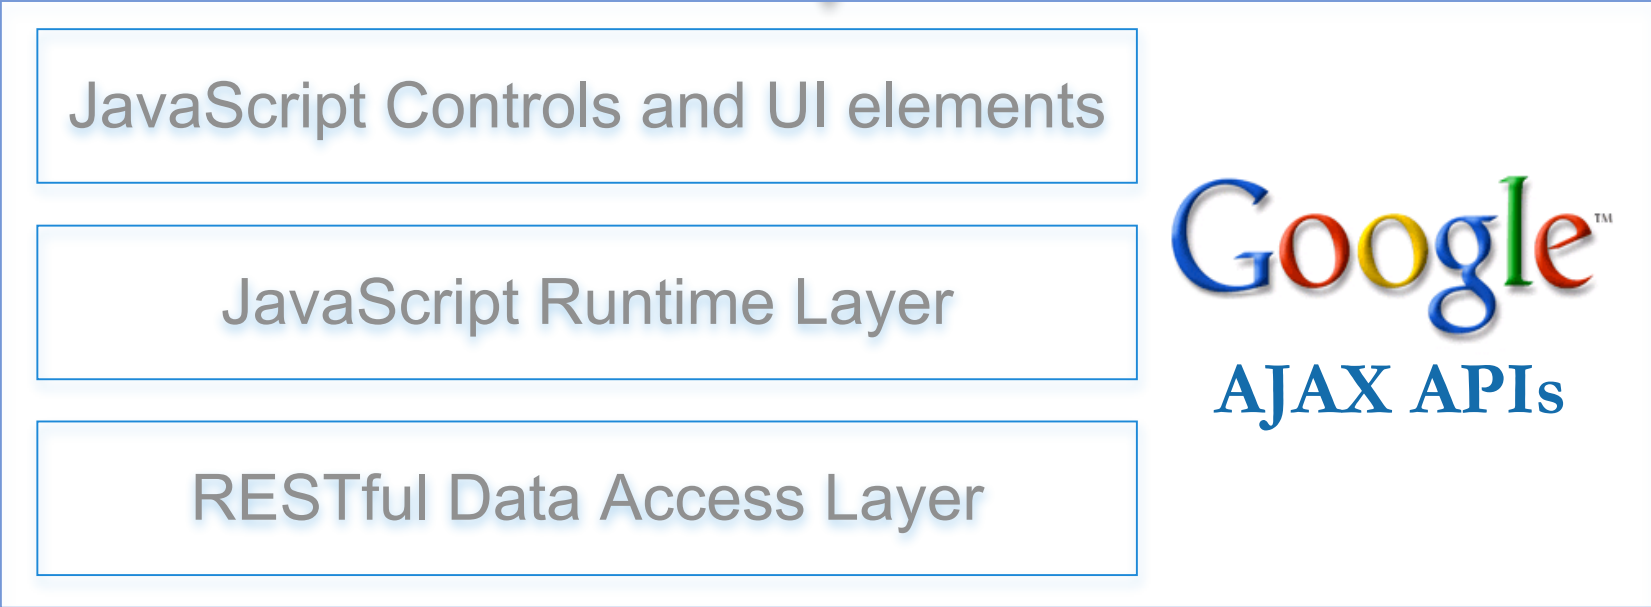 JavaScript Controls and UI elements
JavaScript Runtime Layer
RESTful Data Access Layer
Google™
AJAX APIs